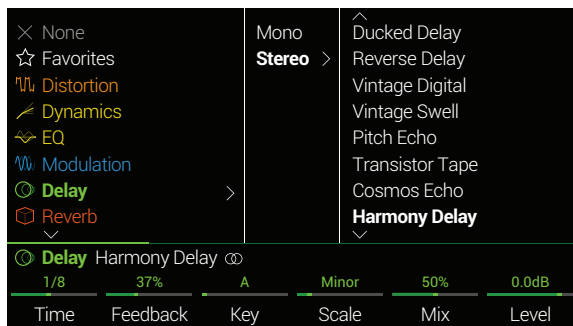 None
Favorites
Distortion
Dynamics
EQ
Modulation
Delay
Reverb
Mono
Stereo
Ducked Delay
Reverse Delay
Vintage Digital
Vintage Swell
Pitch Echo
Transistor Tape
Cosmos Echo
Harmony Delay
Delay Harmony Delay
1/8 37% A Minor 50% 0.0dB
Time Feedback Key Scale Mix Level